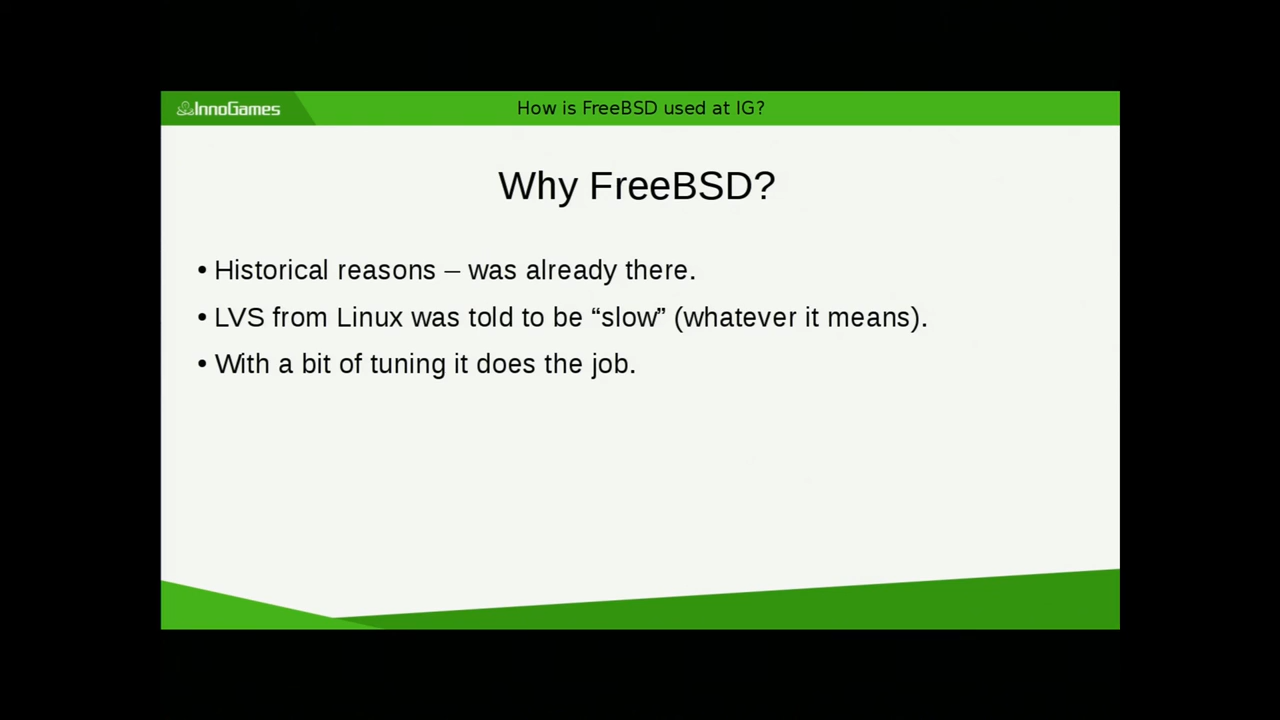 InnoGames
How is FreeBSD used at IG?
Why FreeBSD?
• Historical reasons – was already there.
• LVS from Linux was told to be “slow” (whatever it means).
• With a bit of tuning it does the job.